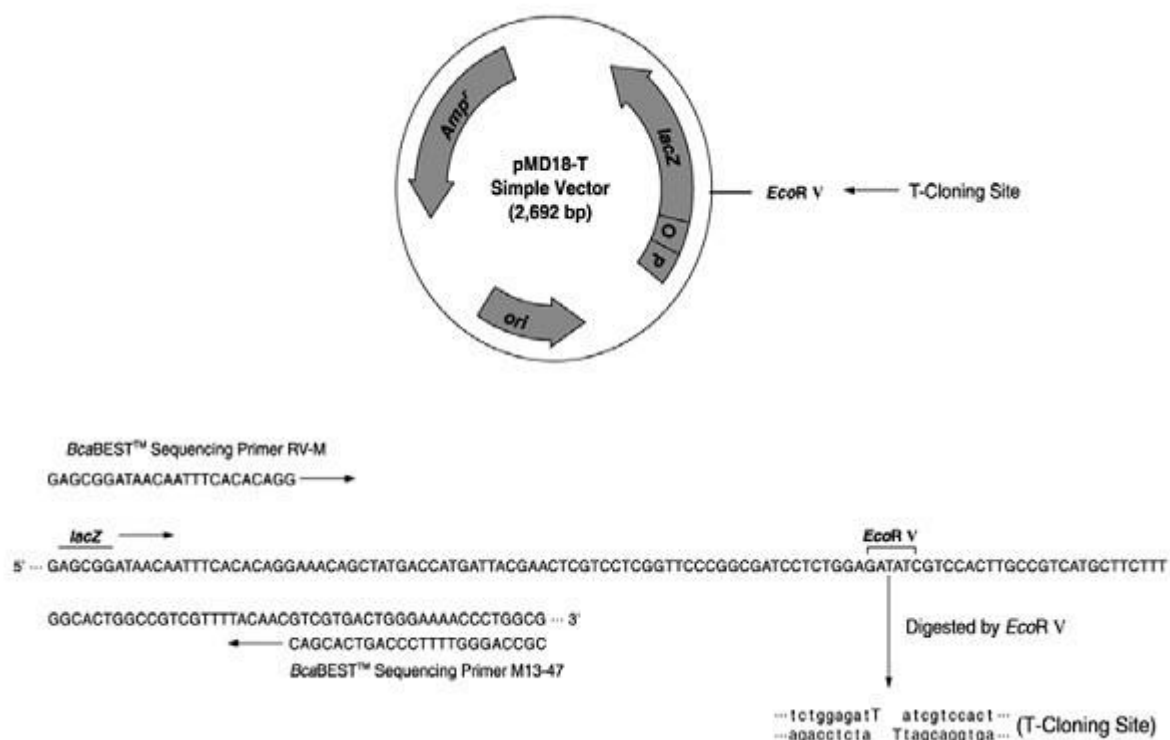 Ampr
lacZ
O
P
ori
pMD18-T
Simple Vector
(2,692 bp)
EcoR V
T-Cloning Site
BcaBEST™ Sequencing Primer RV-M
GAGCGGATAACAATTTCACACAGG
lacZ
EcoR V
5' ··· GAGCGGATAACAATTTCACACAGGAAACAGCTATGACCATGATTACGAACTCGTCCTCGGTTCCCGGCGATCCTCTGGAGATATCGTCCACTTGCCGTCATGCTTCTTT
GGCACTGGCCGTCGTTTTACAACGTCGTGACTGGGAAAACCCTGGCG ··· 3'
CAGCACTGACCCTTTTGGGACCGC
BcaBEST™ Sequencing Primer M13-47
Digested by EcoR V
···tctggagatT atcgtccact···
···agacctcta Ttagcaggtga···
(T-Cloning Site)